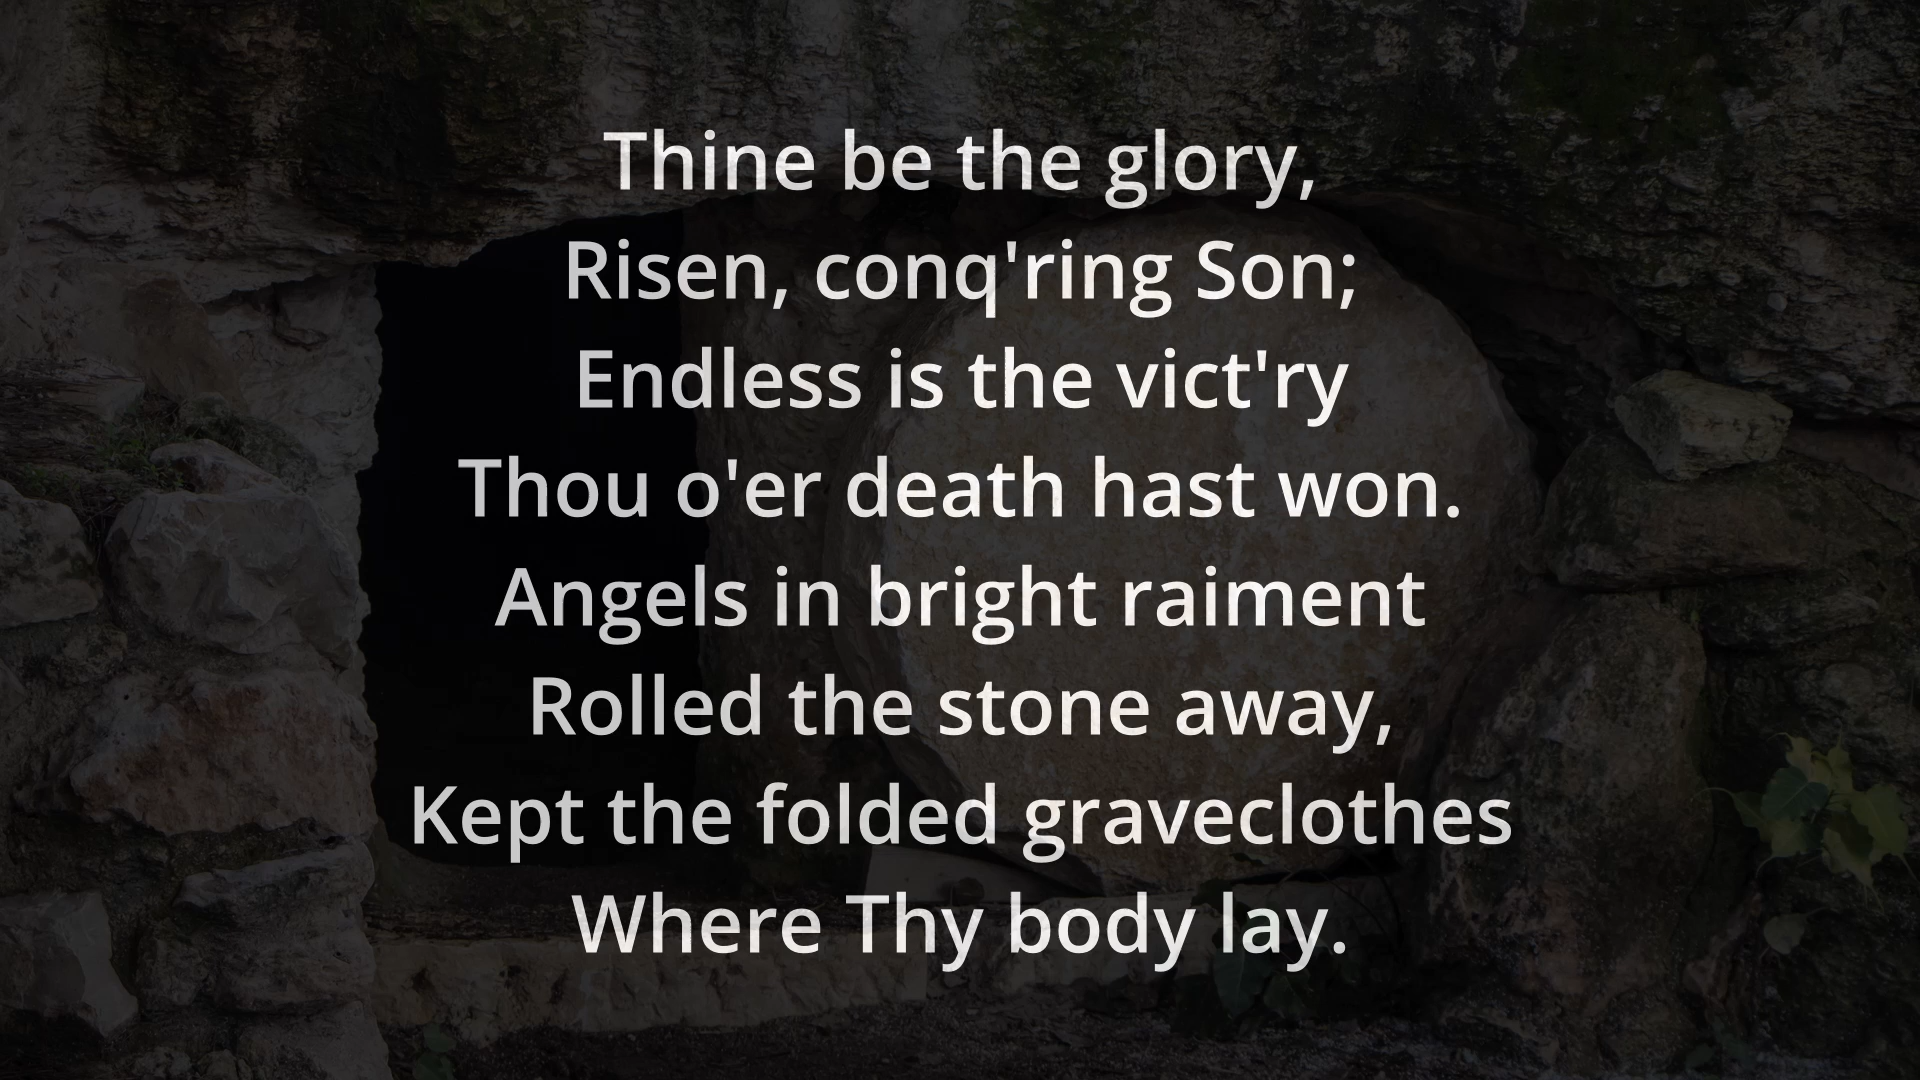 Thine be the glory,
Risen, conq'ring Son;
Endless is the vict'ry
Thou o'er death hast won.
Angels in bright raiment
Rolled the stone away,
Kept the folded graveclothes
Where Thy body lay.